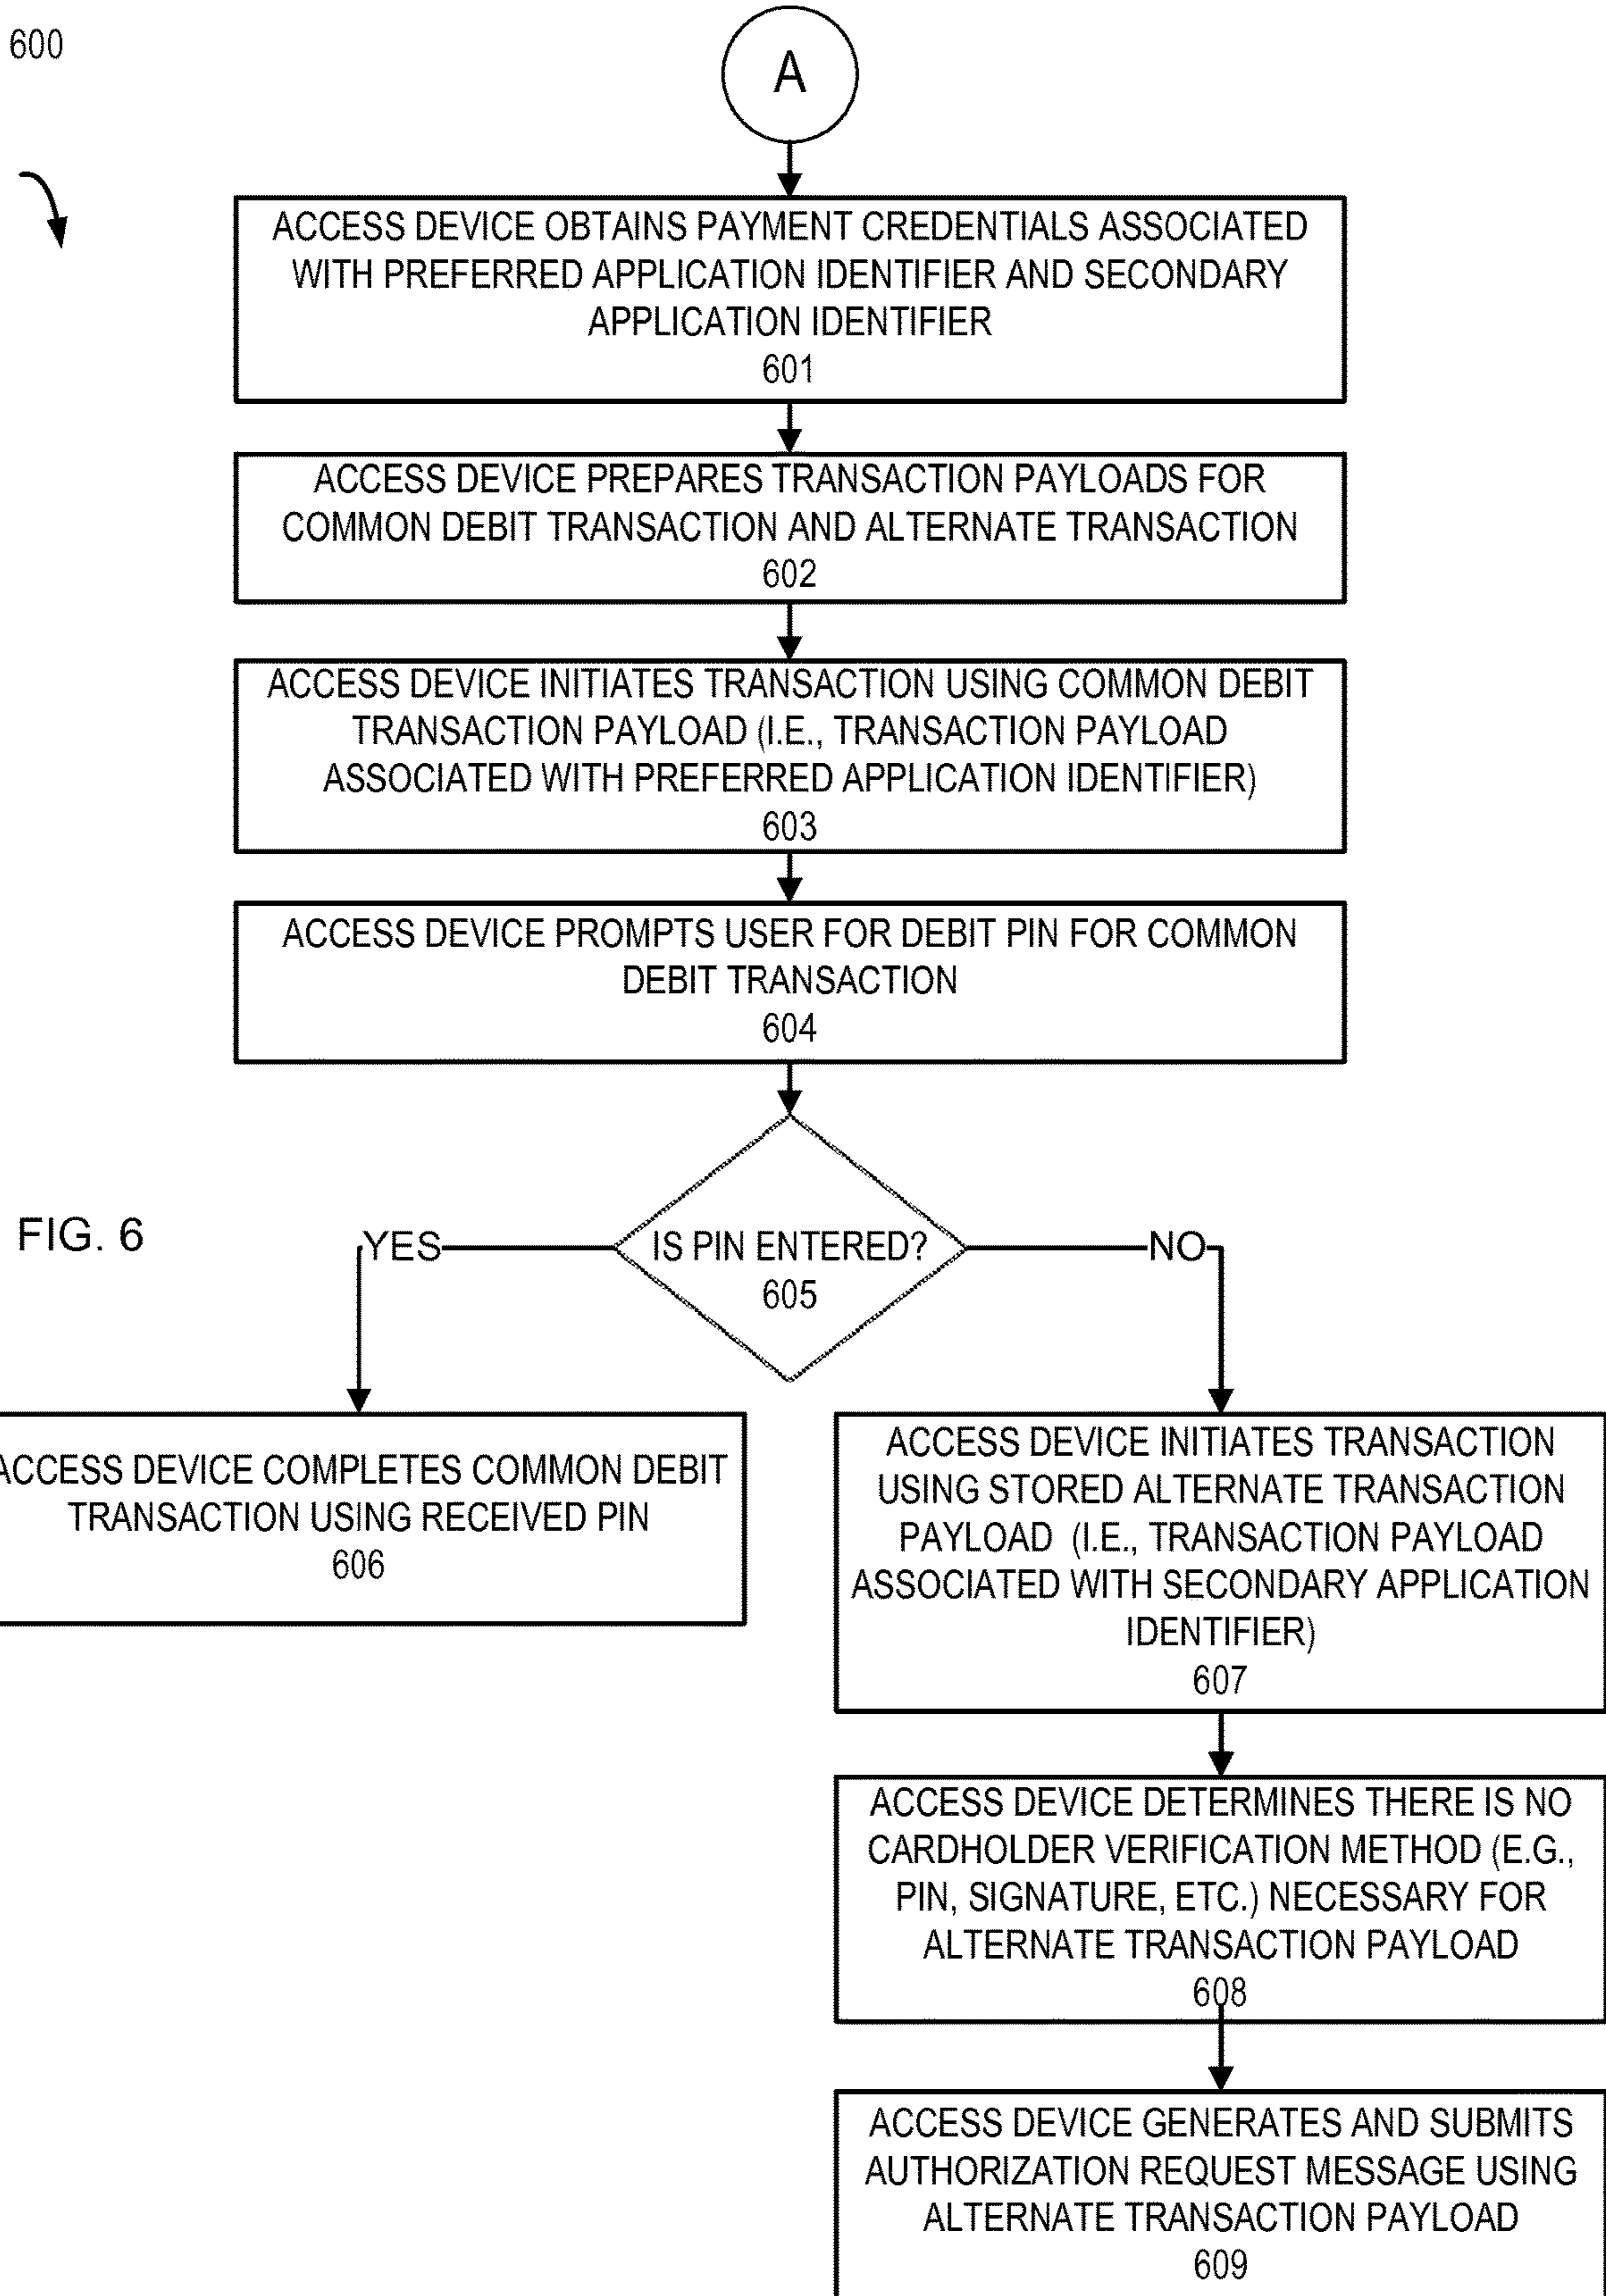 600
A
ACCESS DEVICE OBTAINS PAYMENT CREDENTIALS ASSOCIATED
WITH PREFERRED APPLICATION IDENTIFIER AND SECONDARY
APPLICATION IDENTIFIER
601
ACCESS DEVICE PREPARES TRANSACTION PAYLOADS FOR
COMMON DEBIT TRANSACTION AND ALTERNATE TRANSACTION
602
ACCESS DEVICE INITIATES TRANSACTION USING COMMON DEBIT
TRANSACTION PAYLOAD (I.E., TRANSACTION PAYLOAD
ASSOCIATED WITH PREFERRED APPLICATION IDENTIFIER)
603
ACCESS DEVICE PROMPTS USER FOR DEBIT PIN FOR COMMON
DEBIT TRANSACTION
604
FIG. 6
YES
IS PIN ENTERED?
605
NO
ACCESS DEVICE COMPLETES COMMON DEBIT
TRANSACTION USING RECEIVED PIN
606
ACCESS DEVICE INITIATES TRANSACTION
USING STORED ALTERNATE TRANSACTION
PAYLOAD (I.E., TRANSACTION PAYLOAD
ASSOCIATED WITH SECONDARY APPLICATION
IDENTIFIER)
607
ACCESS DEVICE DETERMINES THERE IS NO
CARDHOLDER VERIFICATION METHOD (E.G.,
PIN, SIGNATURE, ETC.) NECESSARY FOR
ALTERNATE TRANSACTION PAYLOAD
608
ACCESS DEVICE GENERATES AND SUBMITS
AUTHORIZATION REQUEST MESSAGE USING
ALTERNATE TRANSACTION PAYLOAD
609